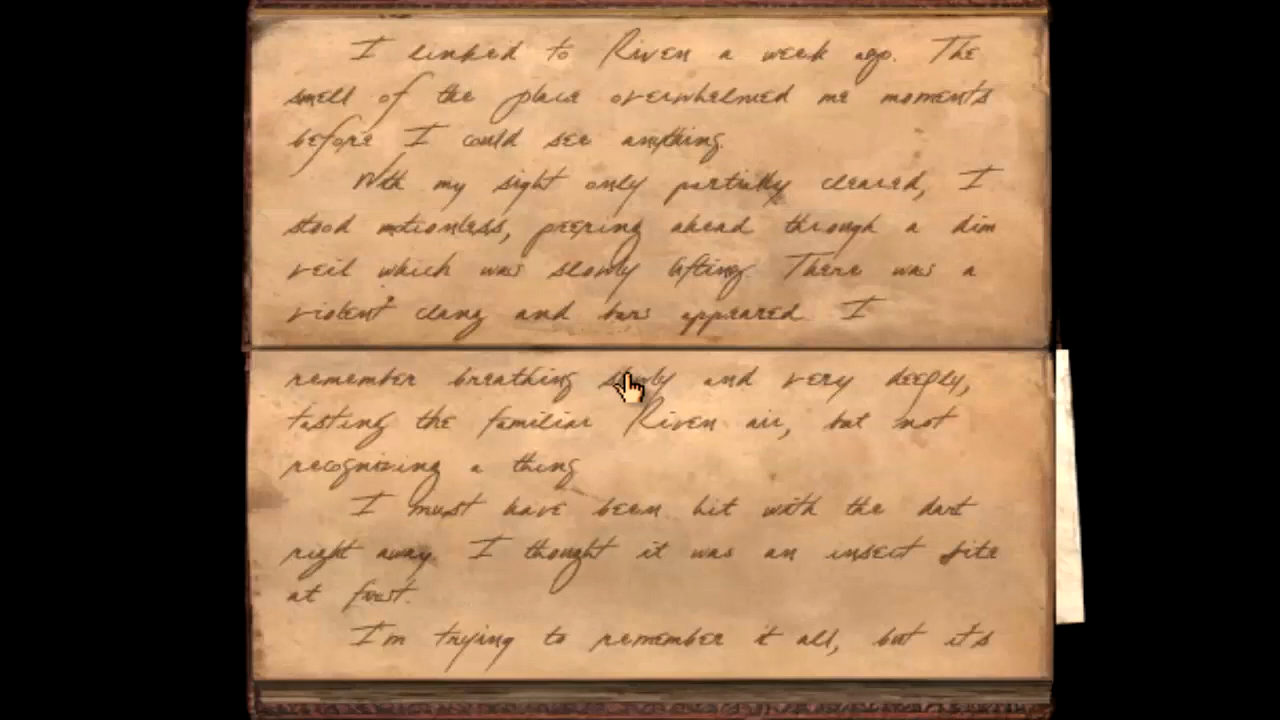 I linked to Riven a week ago. The
smell of the place overwhelmed me moments
before I could see anything.
With my sight only partially cleared, I
stood motionless, peering ahead through a dim
veil which was slowly lifting. There was a
violent clang and bars appeared. I
remember breathing slowly and very deeply,
tasting the familiar Riven air, but not
recognizing a thing
I must have been hit with the dart
right away. I thought it was an insect bite
at first.
I'm trying to remember it all, but it's